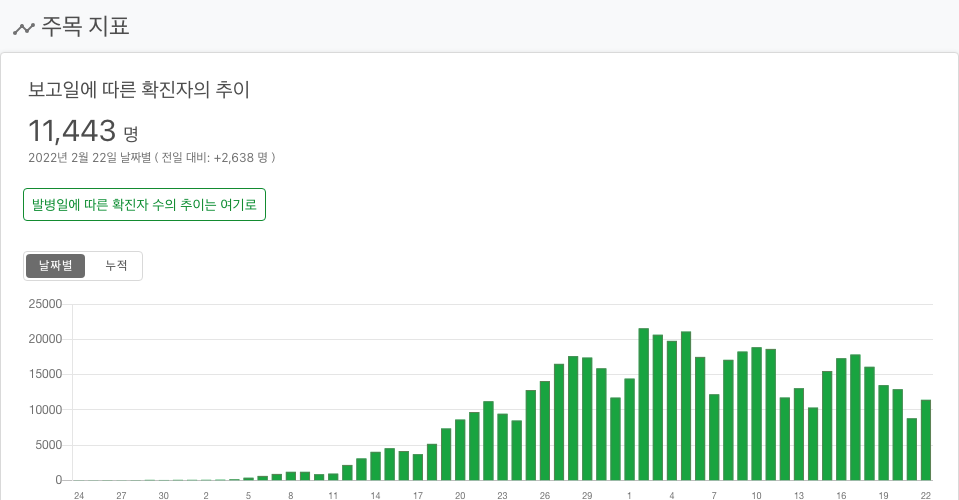 주목 지표
보고일에 따른 확진자의 추이
11,443 명
2022년 2월 22일 날짜별 ( 전일 대비: +2,638 명 )
발병일에 따른 확진자 수의 추이는 여기로
날짜별 누적
25000
20000
15000
10000
5000
0
24 27 30 2 5 8 11 14 17 20 23 26 29 1 4 7 10 13 16 19 22